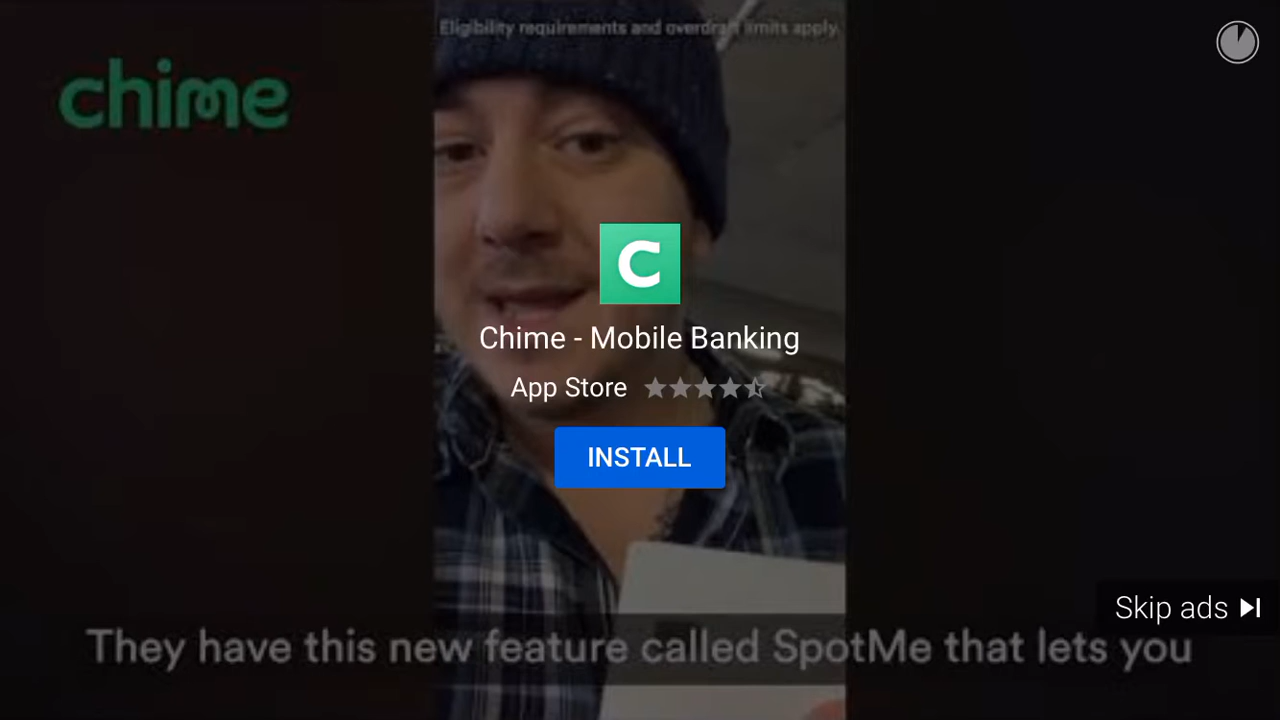 Eligibility requirements and overdraft limits apply.
chime
C
Chime - Mobile Banking
App Store
INSTALL
Skip ads
They have this new feature called SpotMe that lets you